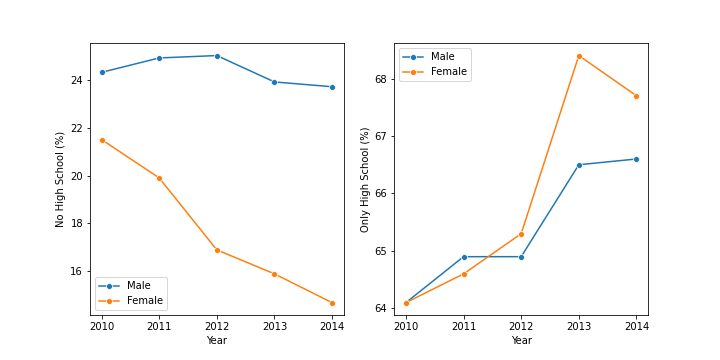 No High School (%)
24
22
20
18
16
Male
Female
2010 2011 2012 2013 2014
Year
Only High School (%)
68
67
66
65
64
Male
Female
2010 2011 2012 2013 2014
Year